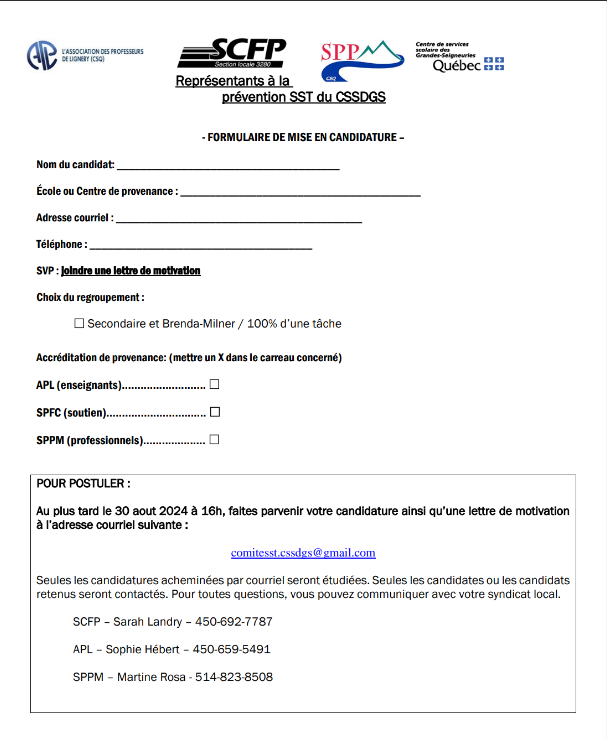 L'ASSOCIATION DES PROFESSEURS
DE LIGNERY (CSQ)
SCFP
Section locale 3280
SPP
CSQ
Centre de services
scolaire des
Grandes-Seigneuries
Québec
Représentants à la
prévention SST du CSSDGS
- FORMULAIRE DE MISE EN CANDIDATURE –
Nom du candidat: ____________________________________
École ou Centre de provenance : _______________________________________
Adresse courriel : ________________________________________
Téléphone : ____________________________________
SVP : joindre une lettre de motivation
Choix du regroupement :
☐ Secondaire et Brenda-Milner / 100% d'une tâche
Accréditation de provenance: (mettre un X dans le carreau concerné)
APL (enseignants)........................... ☐
SPFC (soutien)................................ ☐
SPPM (professionnels).................... ☐
POUR POSTULER :
Au plus tard le 30 aout 2024 à 16h, faites parvenir votre candidature ainsi qu'une lettre de motivation
à l'adresse courriel suivante :
comitesst.cssdgs@gmail.com
Seules les candidatures acheminées par courriel seront étudiées. Seules les candidates ou les candidats
retenus seront contactés. Pour toutes questions, vous pouvez communiquer avec votre syndicat local.
SCFP – Sarah Landry – 450-692-7787
APL – Sophie Hébert – 450-659-5491
SPPM – Martine Rosa - 514-823-8508